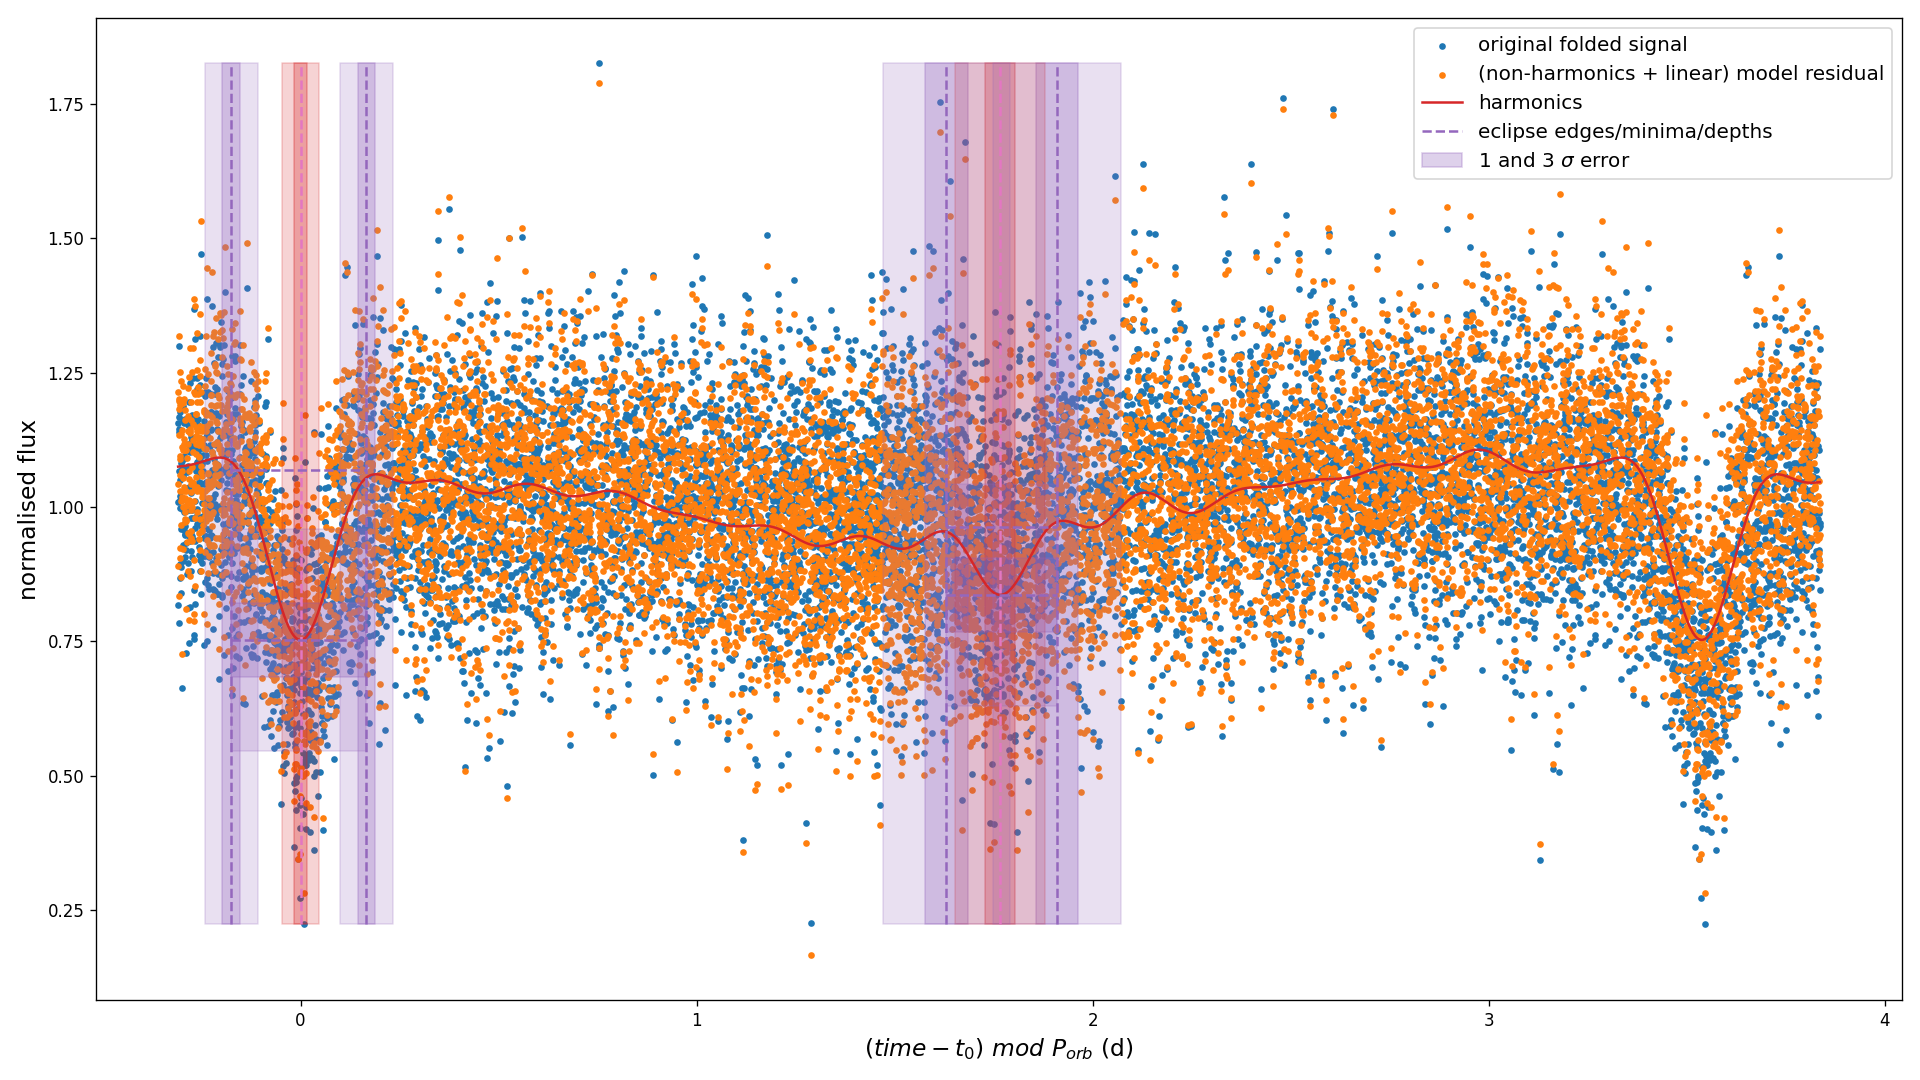 original folded signal
(non-harmonics + linear) model residual
harmonics
eclipse edges/minima/depths
1 and 3 σ error
normalised flux
1.75
1.50
1.25
1.00
0.75
0.50
0.25
0 1 2 3 4
(time − t₀) mod P_orb (d)